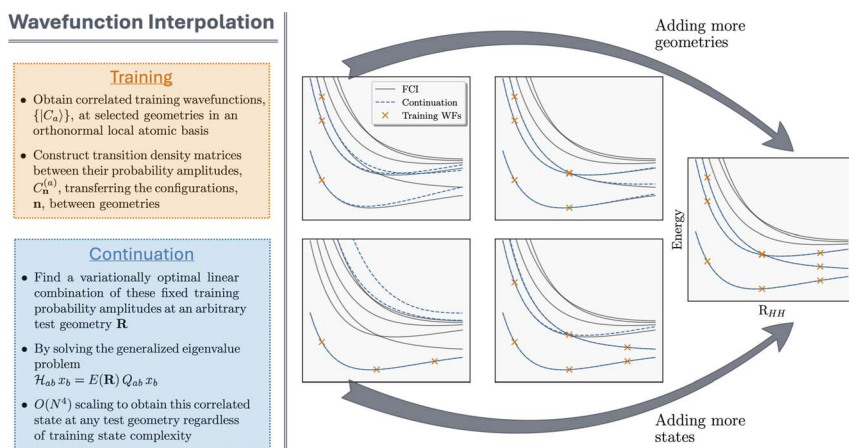 Wavefunction Interpolation
Training
• Obtain correlated training wavefunctions,
{|C_a⟩}, at selected geometries in an
orthonormal local atomic basis
• Construct transition density matrices
between their probability amplitudes,
C_𝐧^(a), transferring the configurations,
𝐧, between geometries
Continuation
• Find a variationally optimal linear
combination of these fixed training
probability amplitudes at an arbitrary
test geometry 𝐑
• By solving the generalized eigenvalue
problem
ℋ_ab x_b = E(𝐑) Q_ab x_b
• O(N⁴) scaling to obtain this correlated
state at any test geometry regardless
of training state complexity
Adding more
geometries
FCI
Continuation
Training WFs
Energy
R_HH
Adding more
states